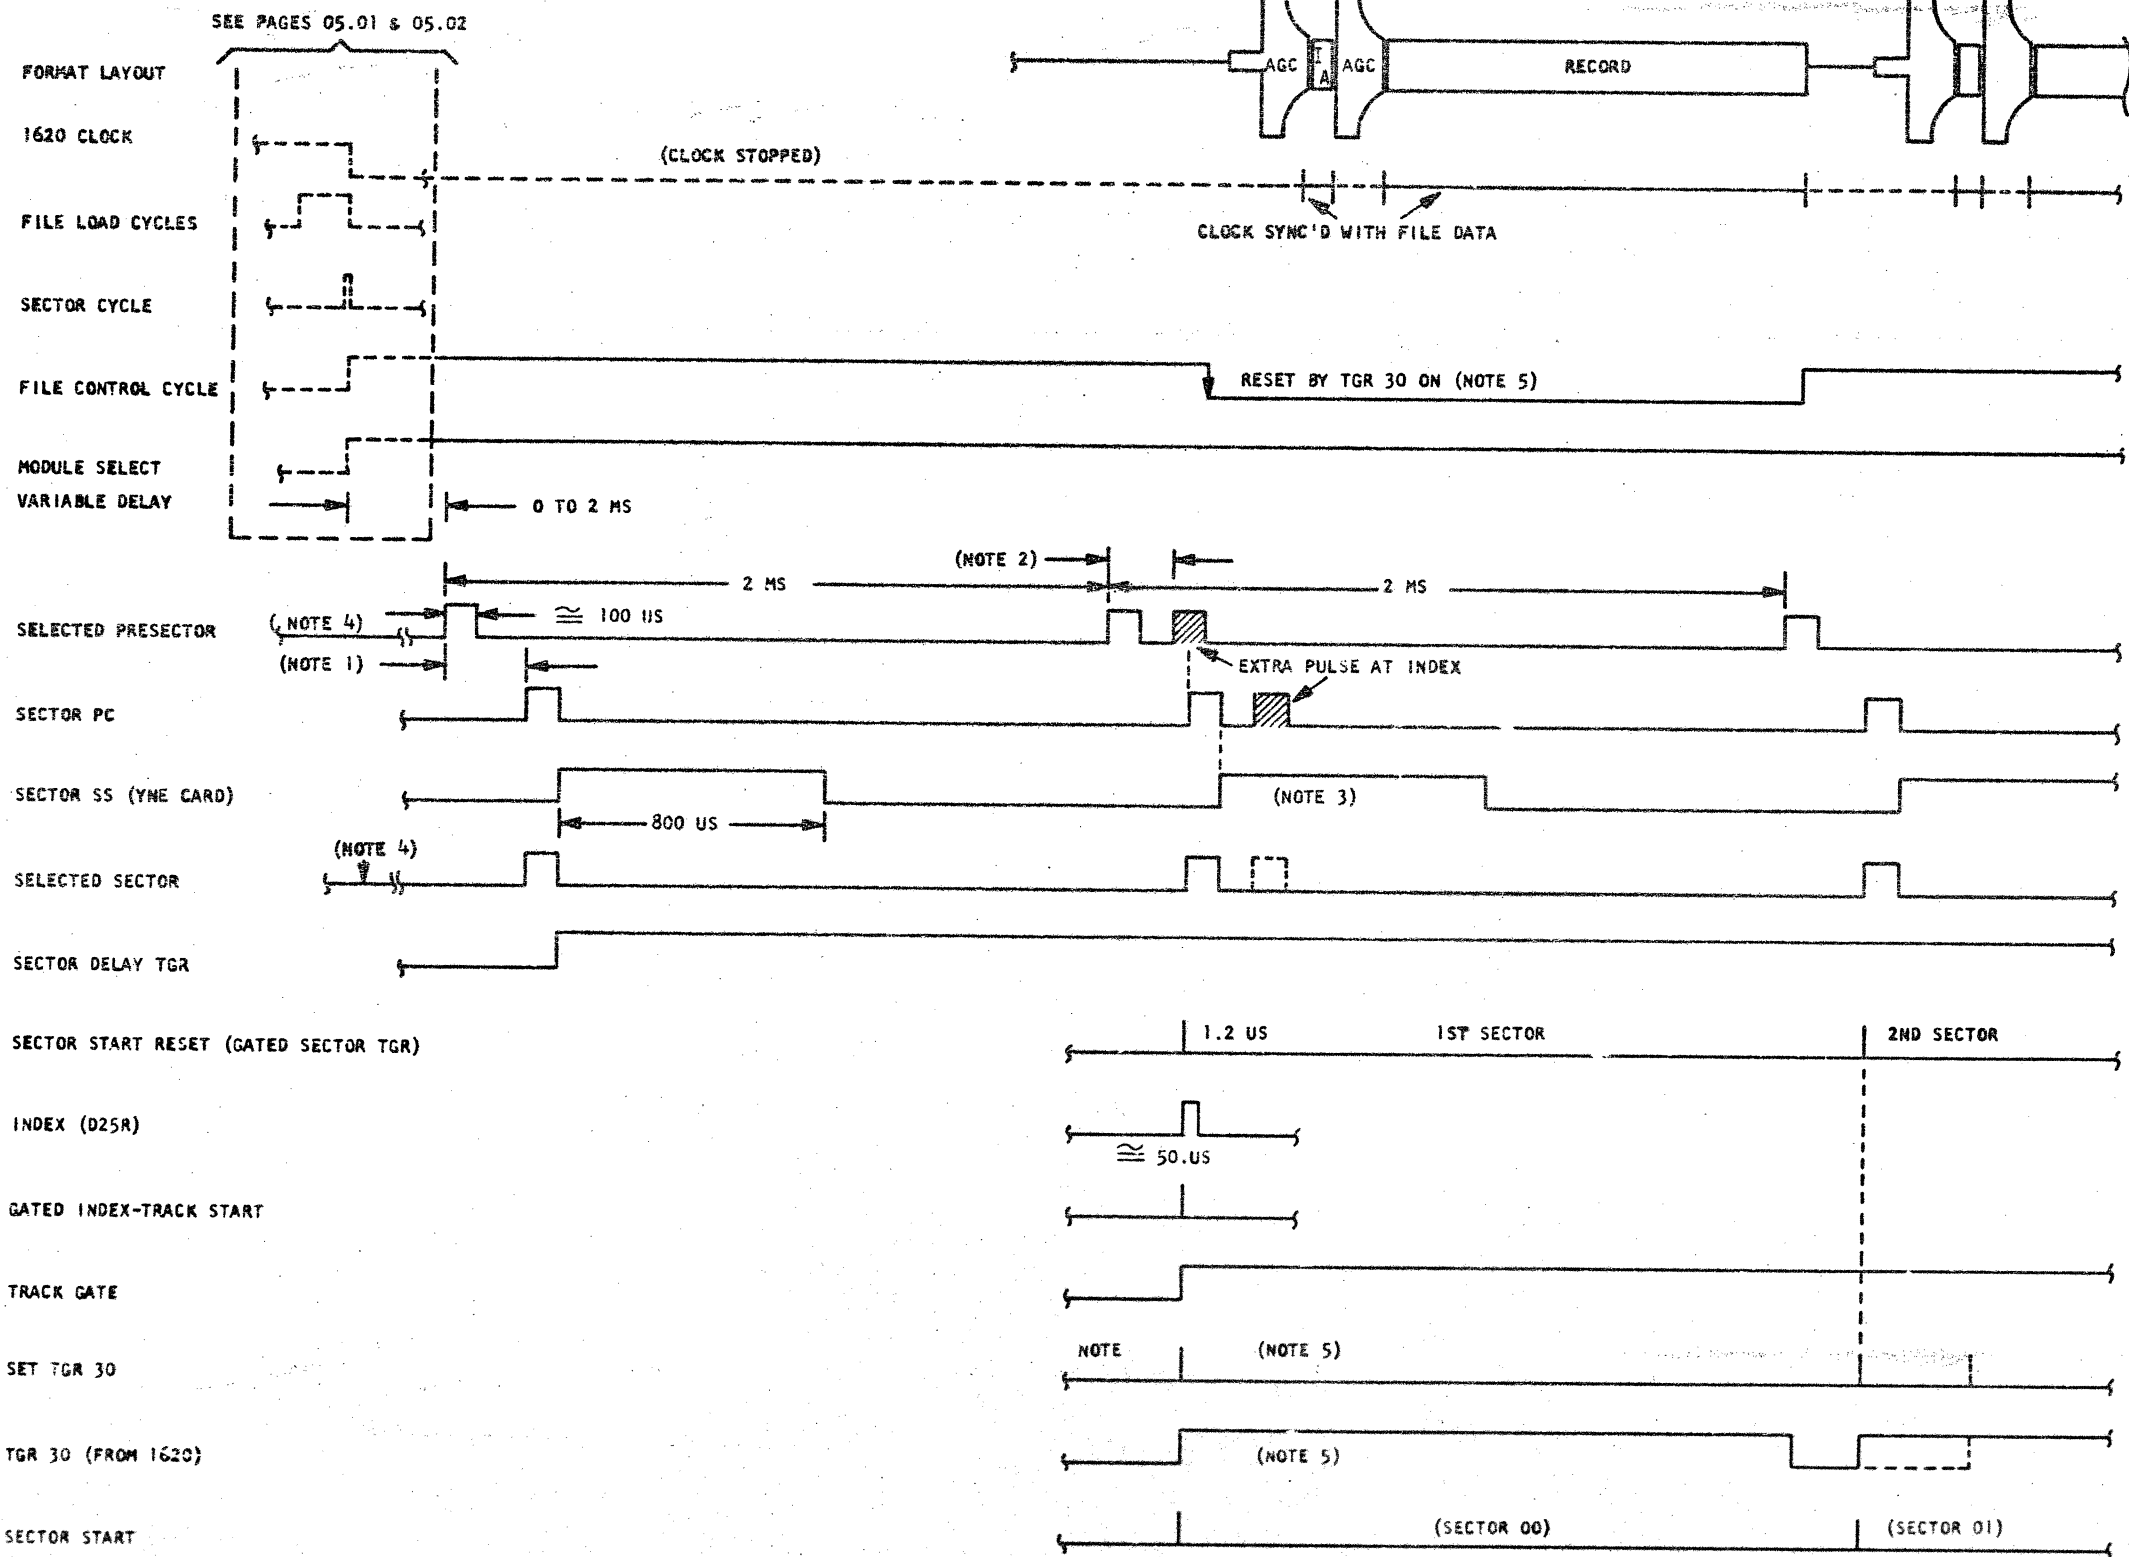 SEE PAGES 05.01 & 05.02
FORMAT LAYOUT
AGC
I
A
AGC
RECORD
1620 CLOCK
(CLOCK STOPPED)
FILE LOAD CYCLES
CLOCK SYNC'D WITH FILE DATA
SECTOR CYCLE
FILE CONTROL CYCLE
RESET BY TGR 30 ON (NOTE 5)
MODULE SELECT
VARIABLE DELAY
0 TO 2 MS
(NOTE 2)
2 MS
2 MS
SELECTED PRESECTOR
(NOTE 4)
≅ 100 US
(NOTE 1)
EXTRA PULSE AT INDEX
SECTOR PC
SECTOR SS (YNE CARD)
(NOTE 3)
800 US
(NOTE 4)
SELECTED SECTOR
SECTOR DELAY TGR
SECTOR START RESET (GATED SECTOR TGR)
1.2 US
1ST SECTOR
2ND SECTOR
INDEX (D25R)
≅ 50.US
GATED INDEX-TRACK START
TRACK GATE
SET TGR 30
NOTE
(NOTE 5)
TGR 30 (FROM 1620)
(NOTE 5)
SECTOR START
(SECTOR 00)
(SECTOR 01)